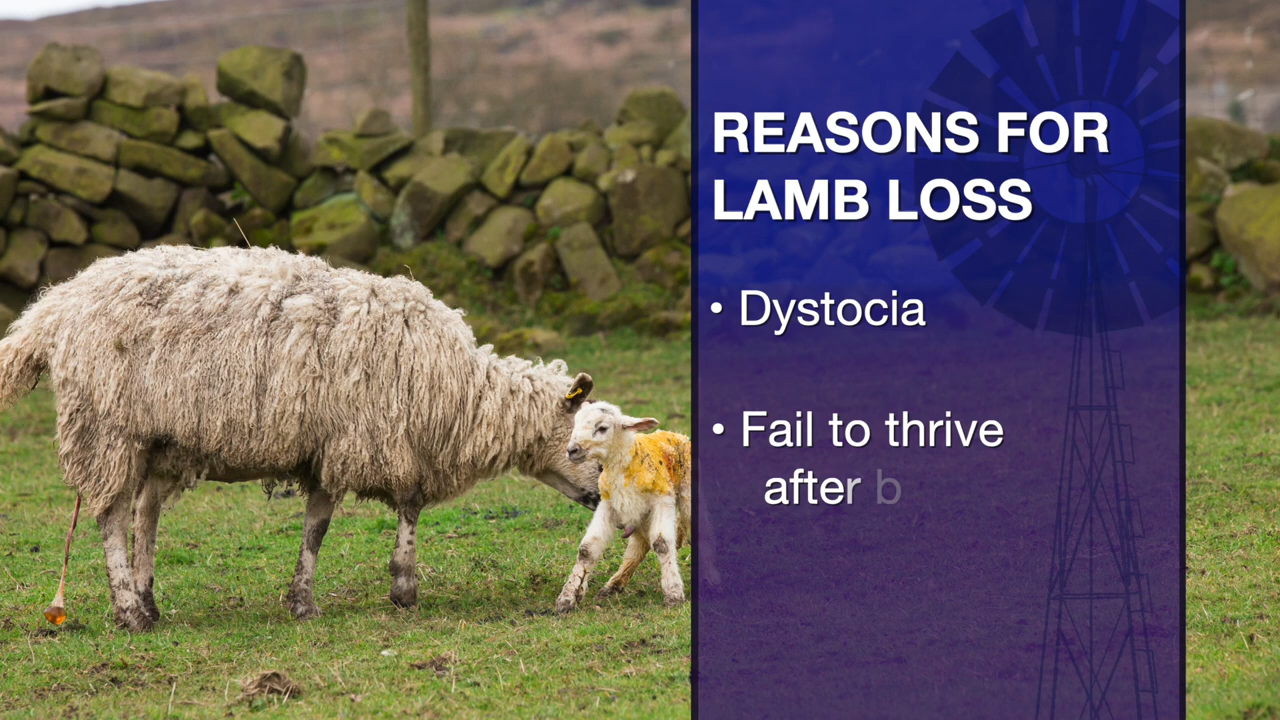 REASONS FOR
LAMB LOSS
• Dystocia
• Fail to thrive
after b